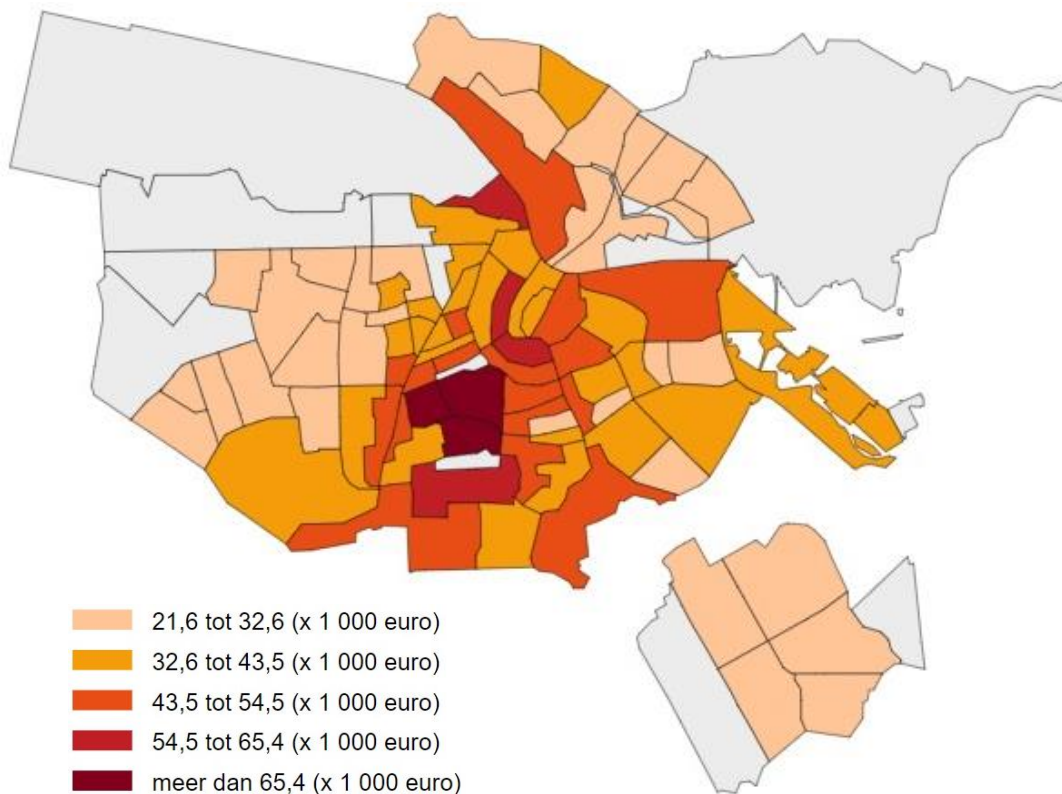 21,6 tot 32,6 (x 1 000 euro)
32,6 tot 43,5 (x 1 000 euro)
43,5 tot 54,5 (x 1 000 euro)
54,5 tot 65,4 (x 1 000 euro)
meer dan 65,4 (x 1 000 euro)